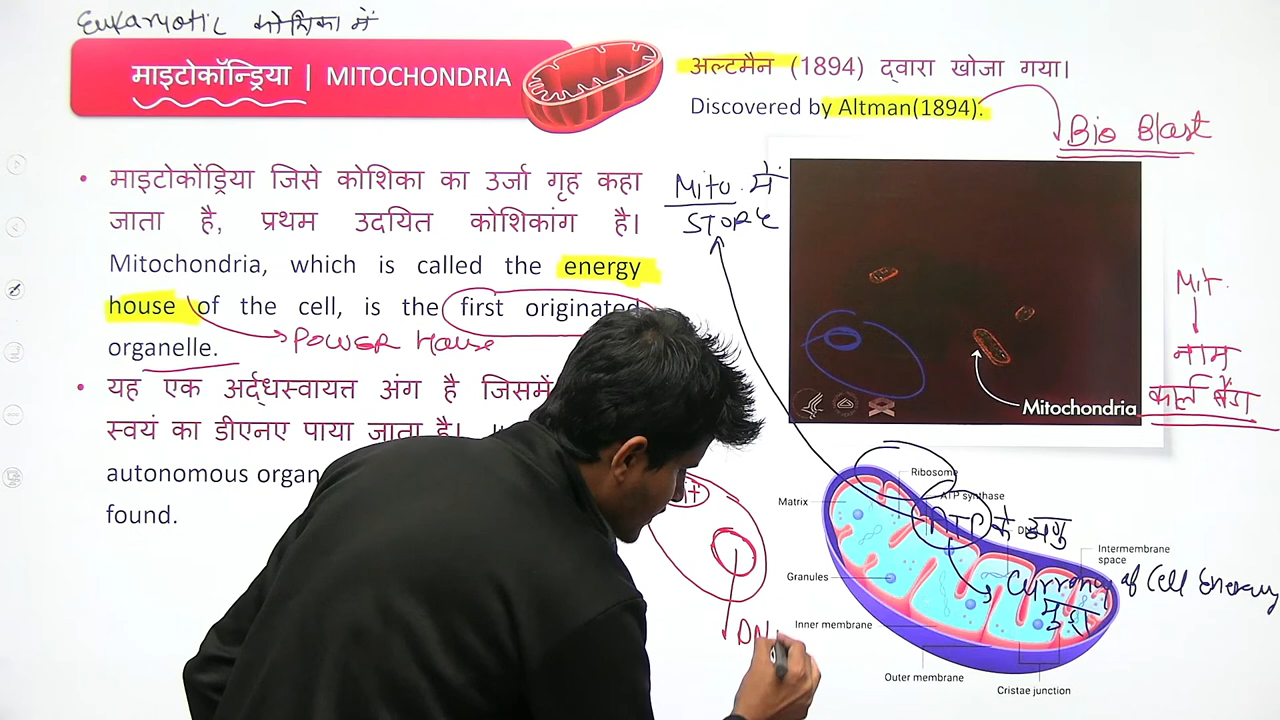 Eukaryotic कोशिका में
माइटोकॉन्ड्रिया | MITOCHONDRIA
अल्टमैन (1894) द्वारा खोजा गया।
Discovered by Altman(1894).
Bio Blast
माइटोकोंड्रिया जिसे कोशिका का उर्जा गृह कहा
जाता है, प्रथम उदयित कोशिकांग है।
Mitochondria, which is called the energy
house of the cell, is the first originated
organelle.
Power House
यह एक अर्द्धस्वायत्त अंग है जिसमें
स्वयं का डीएनए पाया जाता है।
autonomous organ
found.
Mito. में
STORE
Mitochondria
Mit.
नाम
कार्ल बेंडा
Ribosome
ATP synthase
Matrix
ATP के अणु
Intermembrane
space
Granules
Currency of Cell Energy
मुद्रा
Inner membrane
Outer membrane
Cristae junction
DN